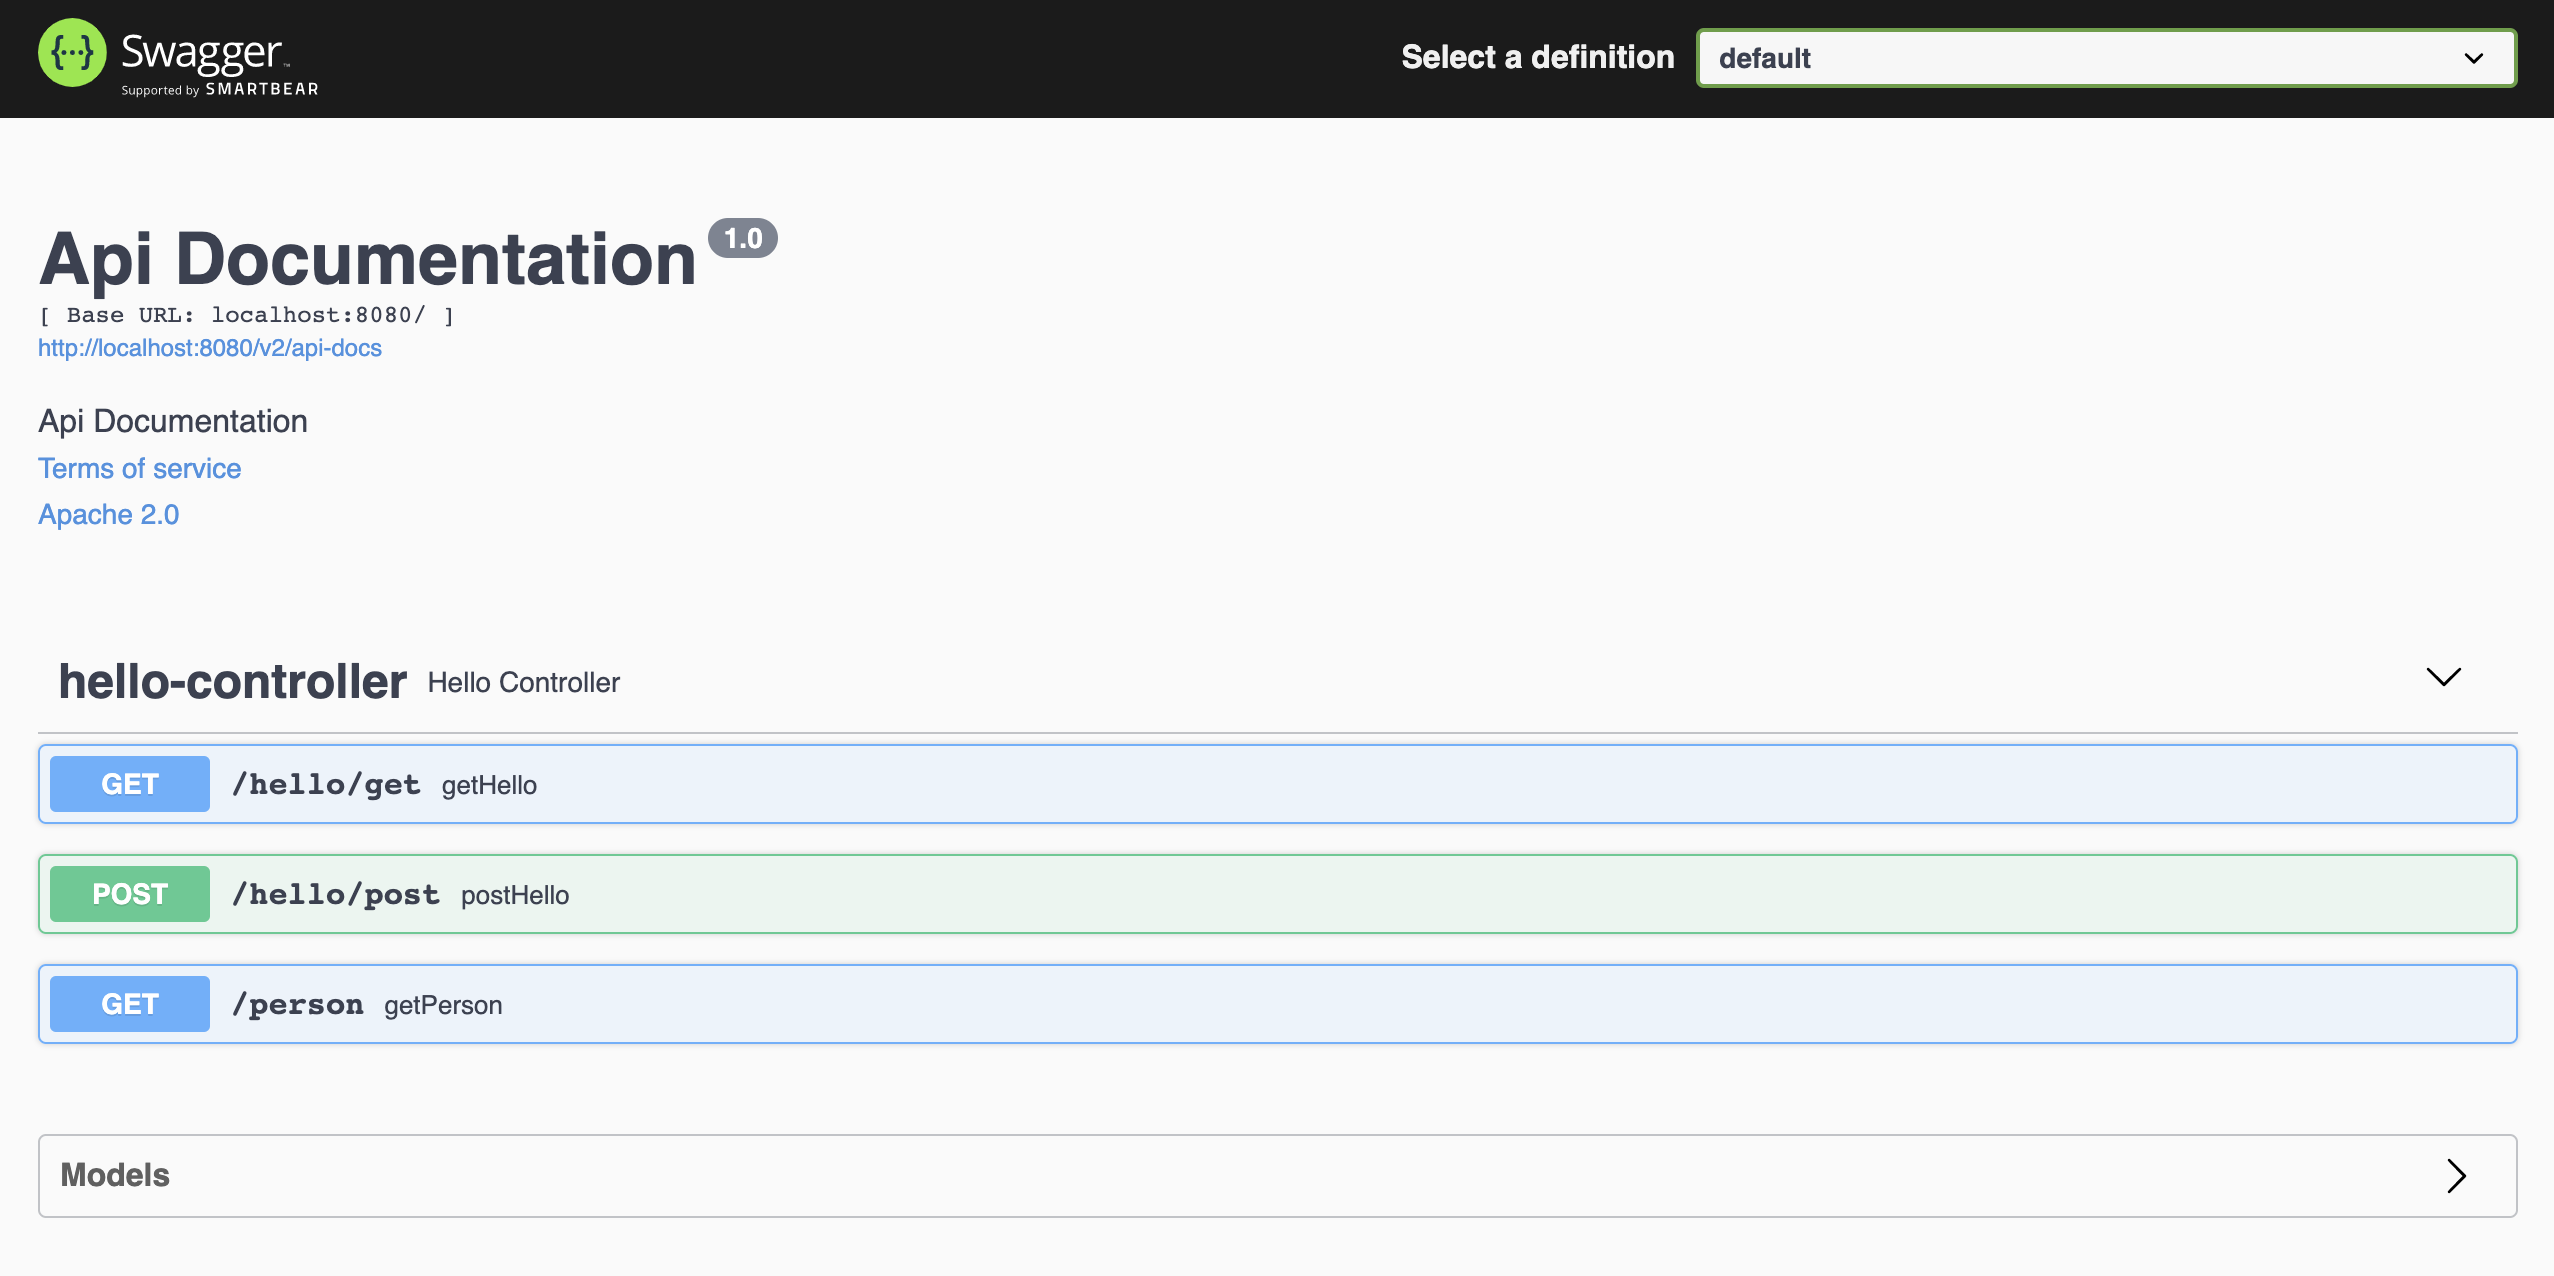 {···} Swagger™
Supported by SMARTBEAR
Select a definition
default
Api Documentation 1.0
[ Base URL: localhost:8080/ ]
http://localhost:8080/v2/api-docs
Api Documentation
Terms of service
Apache 2.0
hello-controller Hello Controller
GET /hello/get getHello
POST /hello/post postHello
GET /person getPerson
Models